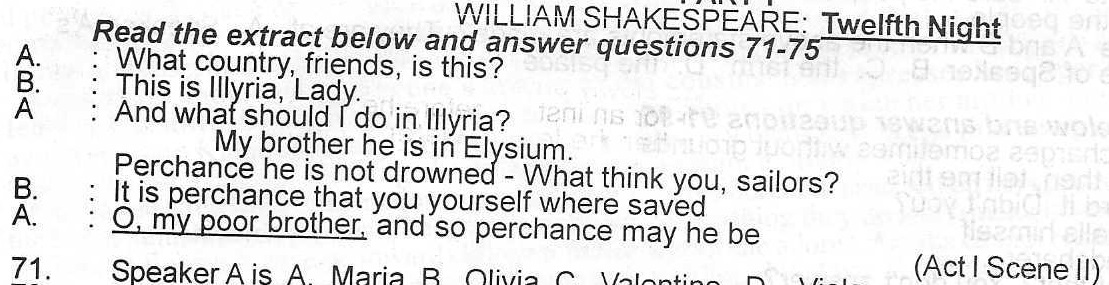 WILLIAM SHAKESPEARE: Twelfth Night
Read the extract below and answer questions 71-75
A. : What country, friends, is this?
B. : This is Illyria, Lady.
A : And what should I do in Illyria?
My brother he is in Elysium.
Perchance he is not drowned - What think you, sailors?
B. : It is perchance that you yourself where saved
A. : O, my poor brother, and so perchance may he be
(Act I Scene II)
71. Speaker A is A. Maria B. Olivia C. Valentine D. Viola